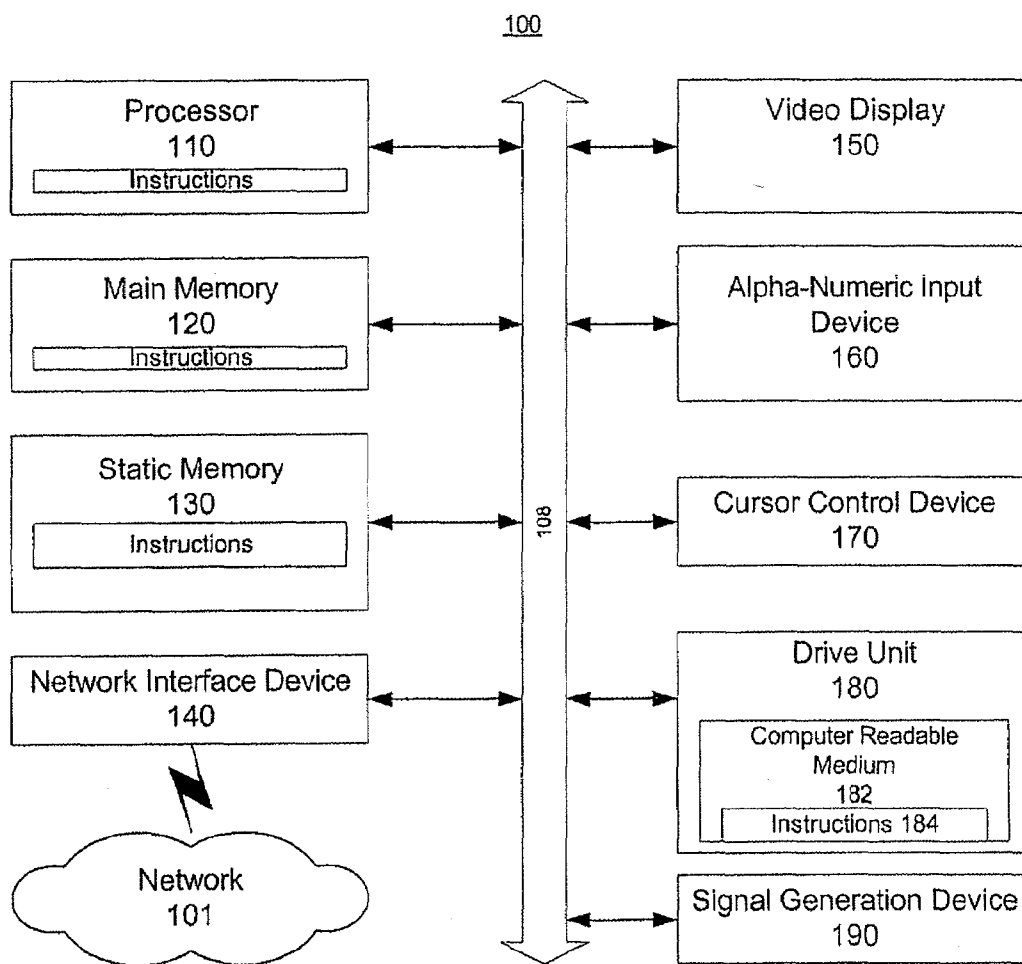 100
Processor
110
Instructions
Main Memory
120
Instructions
Static Memory
130
Instructions
Network Interface Device
140
Network
101
108
Video Display
150
Alpha-Numeric Input
Device
160
Cursor Control Device
170
Drive Unit
180
Computer Readable
Medium
182
Instructions 184
Signal Generation Device
190